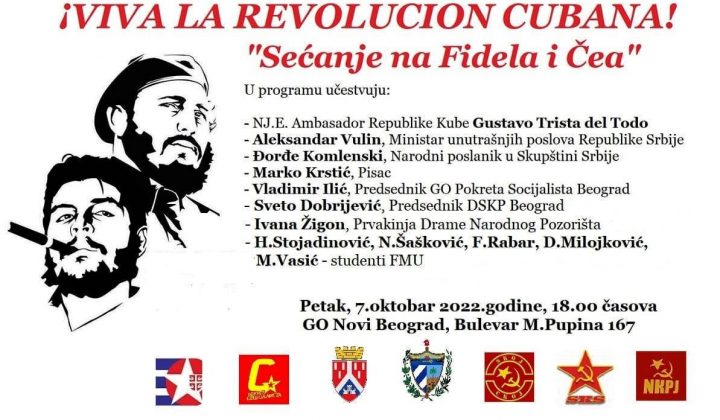 ¡VIVA LA REVOLUCION CUBANA!
"Sećanje na Fidela i Čea"
U programu učestvuju:
- NJ.E. Ambasador Republike Kube Gustavo Trista del Todo
- Aleksandar Vulin, Ministar unutrašnjih poslova Republike Srbije
- Đorđe Komlenski, Narodni poslanik u Skupštini Srbije
- Marko Krstić, Pisac
- Vladimir Ilić, Predsednik GO Pokreta Socijalista Beograd
- Sveto Dobrijević, Predsednik DSKP Beograd
- Ivana Žigon, Prvakinja Drame Narodnog Pozorišta
- H.Stojadinović, N.Šašković, F.Rabar, D.Milojković,
M.Vasić - studenti FMU
Petak, 7.oktobar 2022.godine, 18.00 časova
GO Novi Beograd, Bulevar M.Pupina 167
SKOJ
СКОЈ
SRS
NKPJ